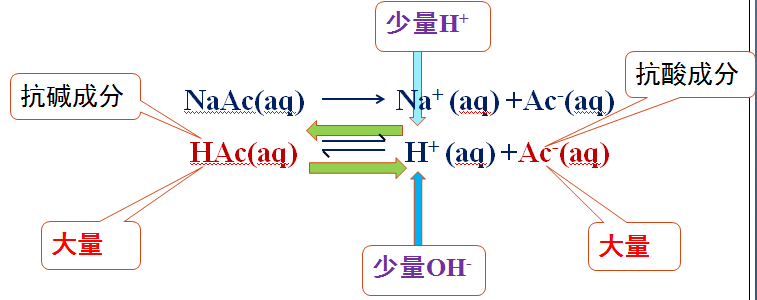 少量H⁺
抗碱成分
抗酸成分
NaAc(aq) ⟶ Na⁺ (aq) +Ac⁻(aq)
HAc(aq) ⇌ H⁺ (aq) +Ac⁻(aq)
大量
少量OH⁻
大量